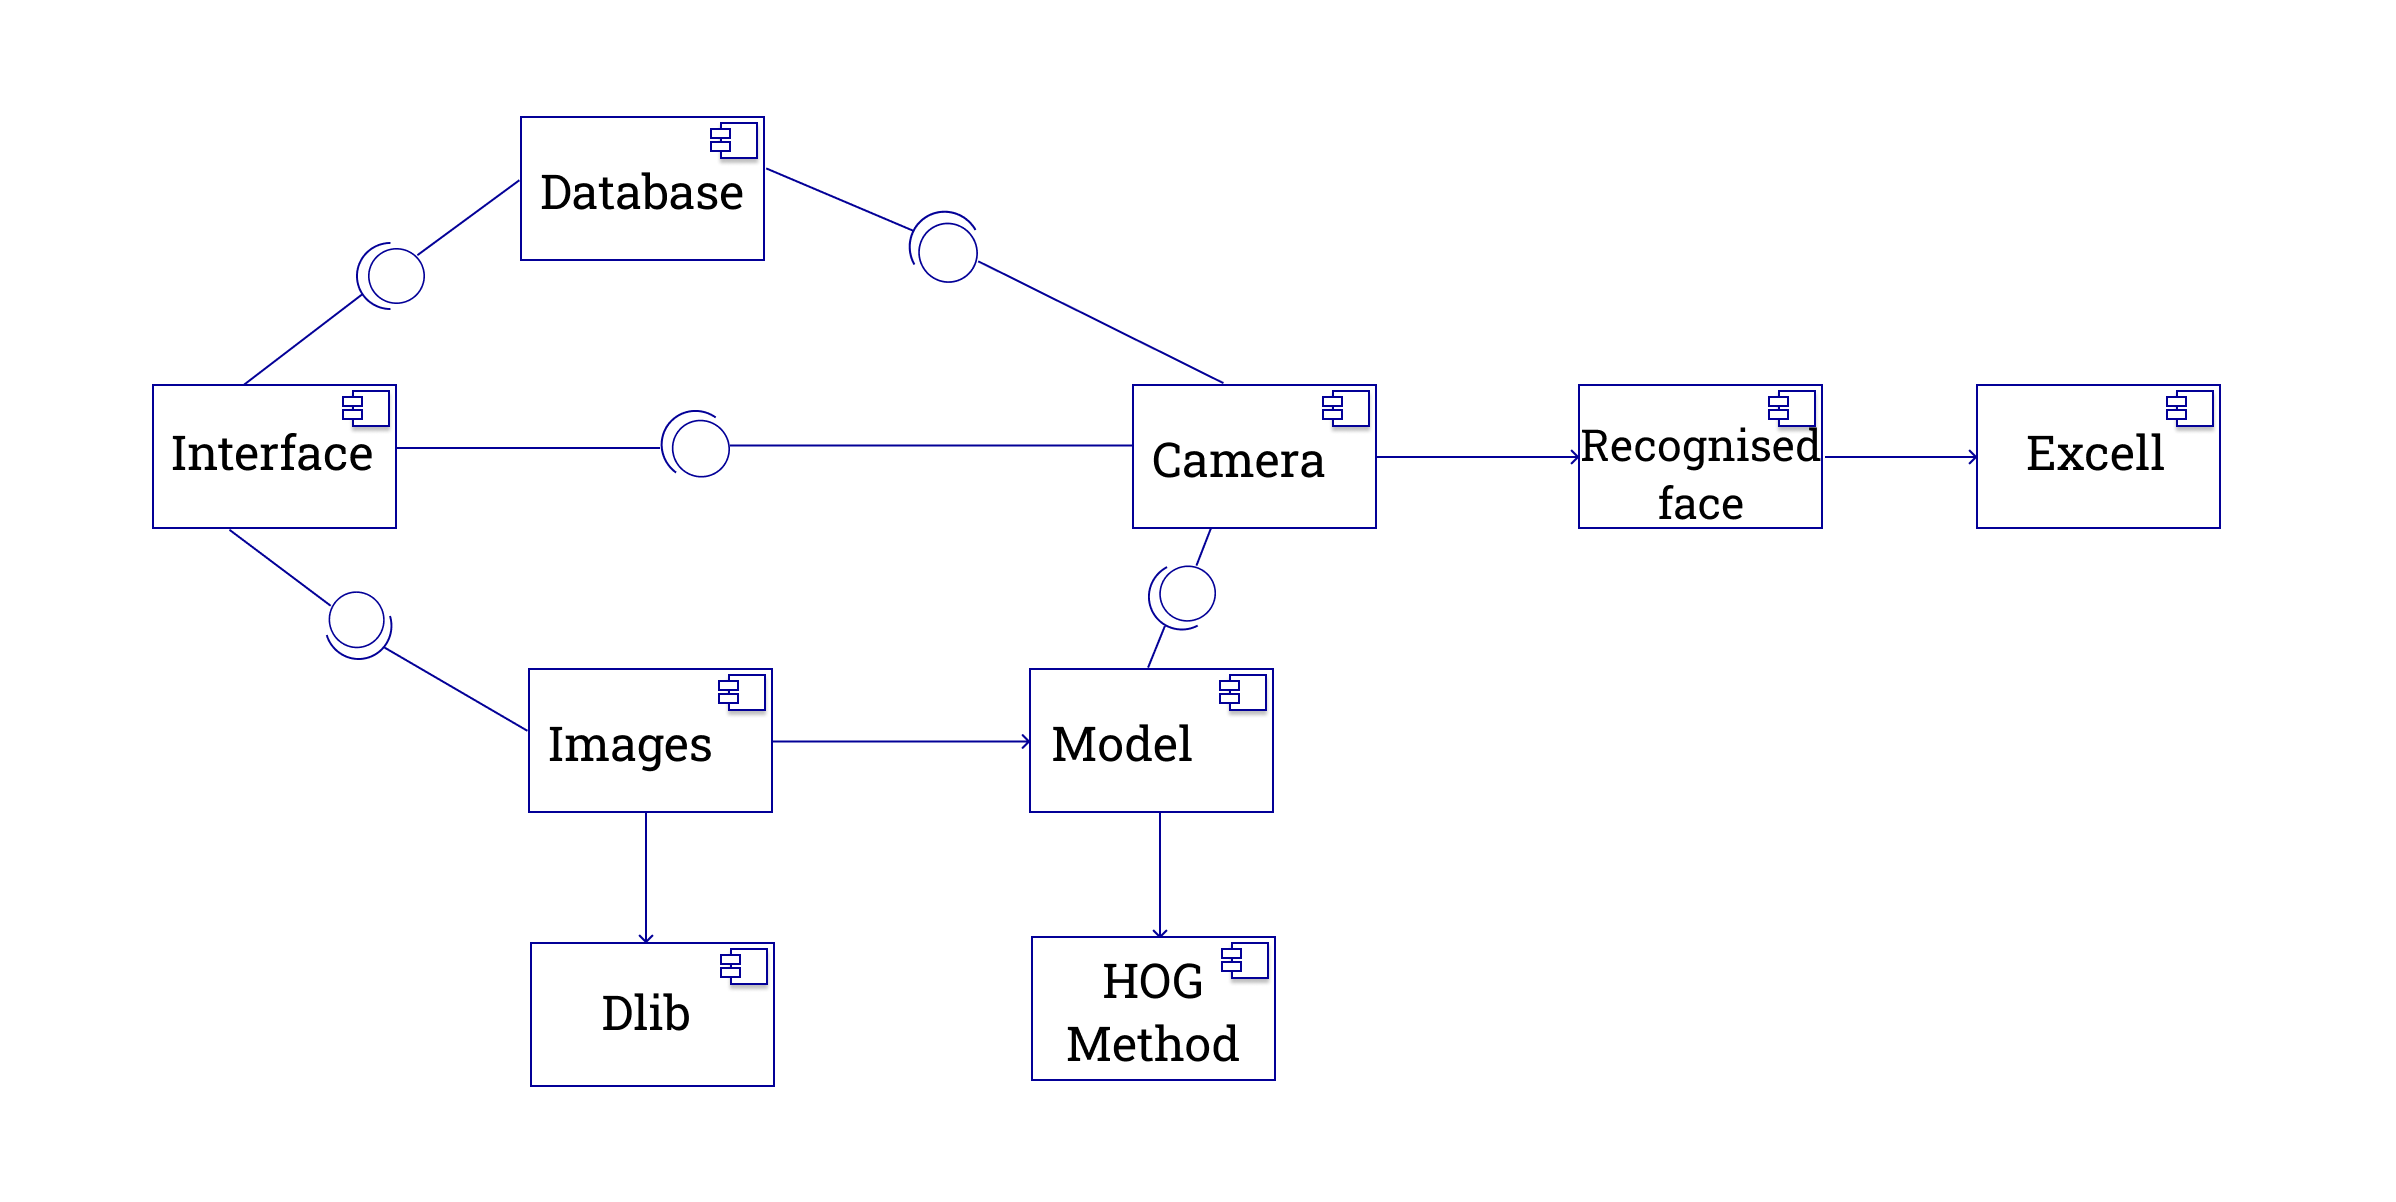 Database
Interface
Camera
Recognised
face
Excell
Images
Model
Dlib
HOG
Method